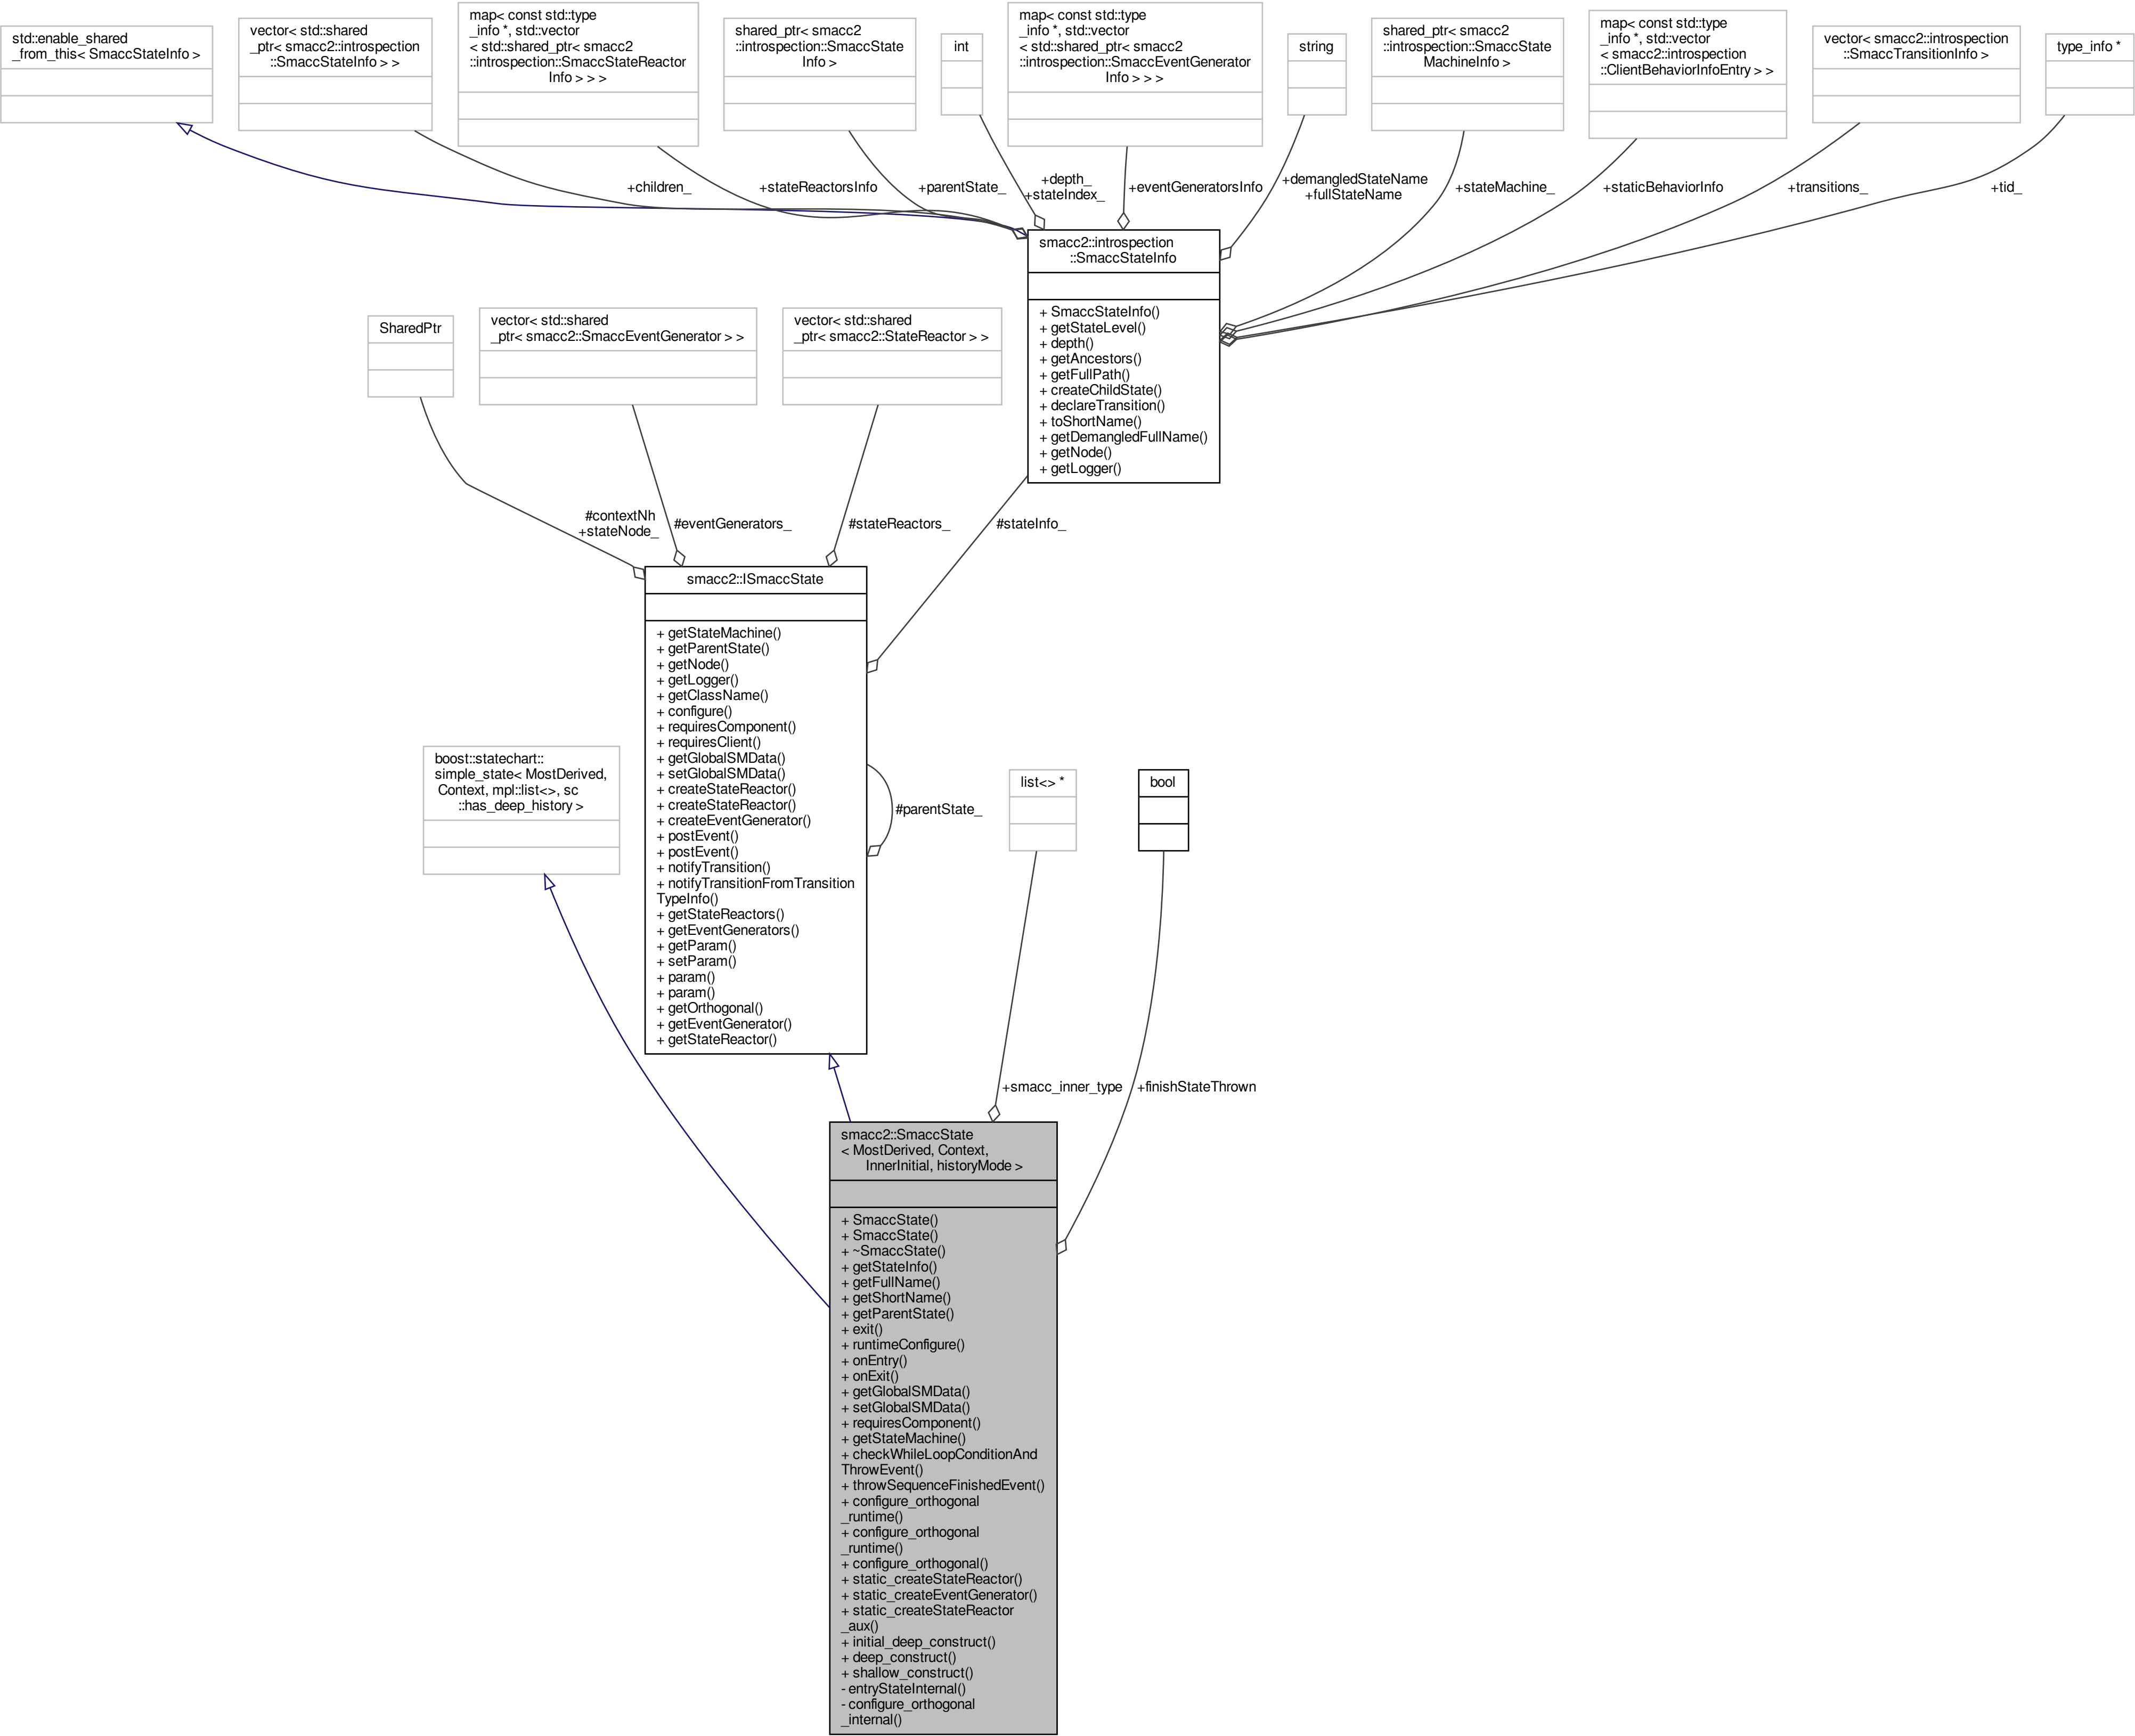 std::enable_shared
_from_this< SmaccStateInfo >
vector< std::shared
_ptr< smacc2::introspection
::SmaccStateInfo > >
map< const std::type
_info *, std::vector
< std::shared_ptr< smacc2
::introspection::SmaccStateReactor
Info > > >
shared_ptr< smacc2
::introspection::SmaccState
Info >
int
map< const std::type
_info *, std::vector
< std::shared_ptr< smacc2
::introspection::SmaccEventGenerator
Info > > >
string
shared_ptr< smacc2
::introspection::SmaccState
MachineInfo >
map< const std::type
_info *, std::vector
< smacc2::introspection
::ClientBehaviorInfoEntry > >
vector< smacc2::introspection
::SmaccTransitionInfo >
type_info *
+children_
+stateReactorsInfo
+parentState_
+depth_
+stateIndex_
+eventGeneratorsInfo
+demangledStateName
+fullStateName
+stateMachine_
+staticBehaviorInfo
+transitions_
+tid_
smacc2::introspection
::SmaccStateInfo
+ SmaccStateInfo()
+ getStateLevel()
+ depth()
+ getAncestors()
+ getFullPath()
+ createChildState()
+ declareTransition()
+ toShortName()
+ getDemangledFullName()
+ getNode()
+ getLogger()
SharedPtr
vector< std::shared
_ptr< smacc2::SmaccEventGenerator > >
vector< std::shared
_ptr< smacc2::StateReactor > >
#contextNh
+stateNode_
#eventGenerators_
#stateReactors_
#stateInfo_
smacc2::ISmaccState
+ getStateMachine()
+ getParentState()
+ getNode()
+ getLogger()
+ getClassName()
+ configure()
+ requiresComponent()
+ requiresClient()
+ getGlobalSMData()
+ setGlobalSMData()
+ createStateReactor()
+ createStateReactor()
+ createEventGenerator()
+ postEvent()
+ postEvent()
+ notifyTransition()
+ notifyTransitionFromTransition
TypeInfo()
+ getStateReactors()
+ getEventGenerators()
+ getParam()
+ setParam()
+ param()
+ param()
+ getOrthogonal()
+ getEventGenerator()
+ getStateReactor()
#parentState_
boost::statechart::
simple_state< MostDerived,
Context, mpl::list<>, sc
::has_deep_history >
list<> *
bool
+smacc_inner_type
+finishStateThrown
smacc2::SmaccState
< MostDerived, Context,
InnerInitial, historyMode >
+ SmaccState()
+ SmaccState()
+ ~SmaccState()
+ getStateInfo()
+ getFullName()
+ getShortName()
+ getParentState()
+ exit()
+ runtimeConfigure()
+ onEntry()
+ onExit()
+ getGlobalSMData()
+ setGlobalSMData()
+ requiresComponent()
+ getStateMachine()
+ checkWhileLoopConditionAnd
ThrowEvent()
+ throwSequenceFinishedEvent()
+ configure_orthogonal
_runtime()
+ configure_orthogonal
_runtime()
+ configure_orthogonal()
+ static_createStateReactor()
+ static_createEventGenerator()
+ static_createStateReactor
_aux()
+ initial_deep_construct()
+ deep_construct()
+ shallow_construct()
- entryStateInternal()
- configure_orthogonal
_internal()